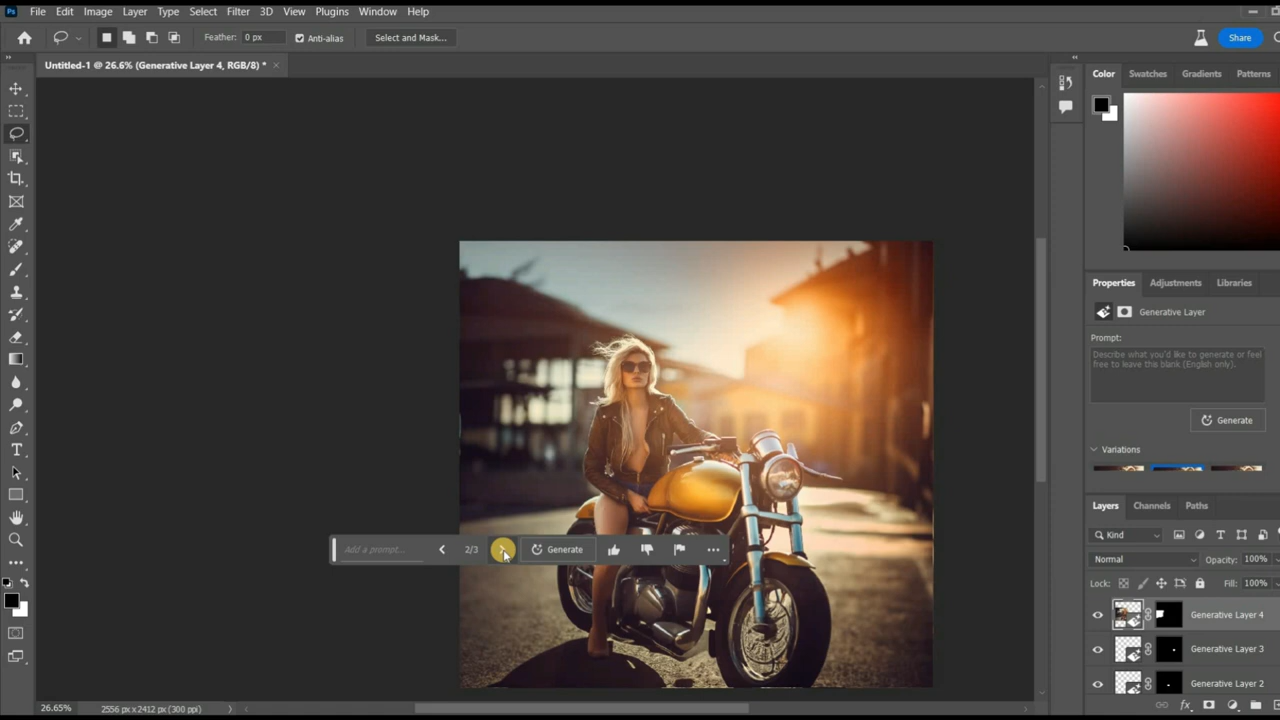 Ps File Edit Image Layer Type Select Filter 3D View Plugins Window Help
Feather: 0 px Anti-alias Select and Mask... Share
Untitled-1 @ 26.6% (Generative Layer 4, RGB/8) * ×
Color Swatches Gradients Patterns
Properties Adjustments Libraries
Generative Layer
Prompt:
Describe what you'd like to generate or feel
free to leave this blank (English only).
Generate
Variations
Layers Channels Paths
Kind
Normal Opacity: 100%
Lock: Fill: 100%
Generative Layer 4
Generative Layer 3
Generative Layer 2
fx
Add a prompt... 2/3 Generate
26.65% 2556 px x 2412 px (300 ppi)